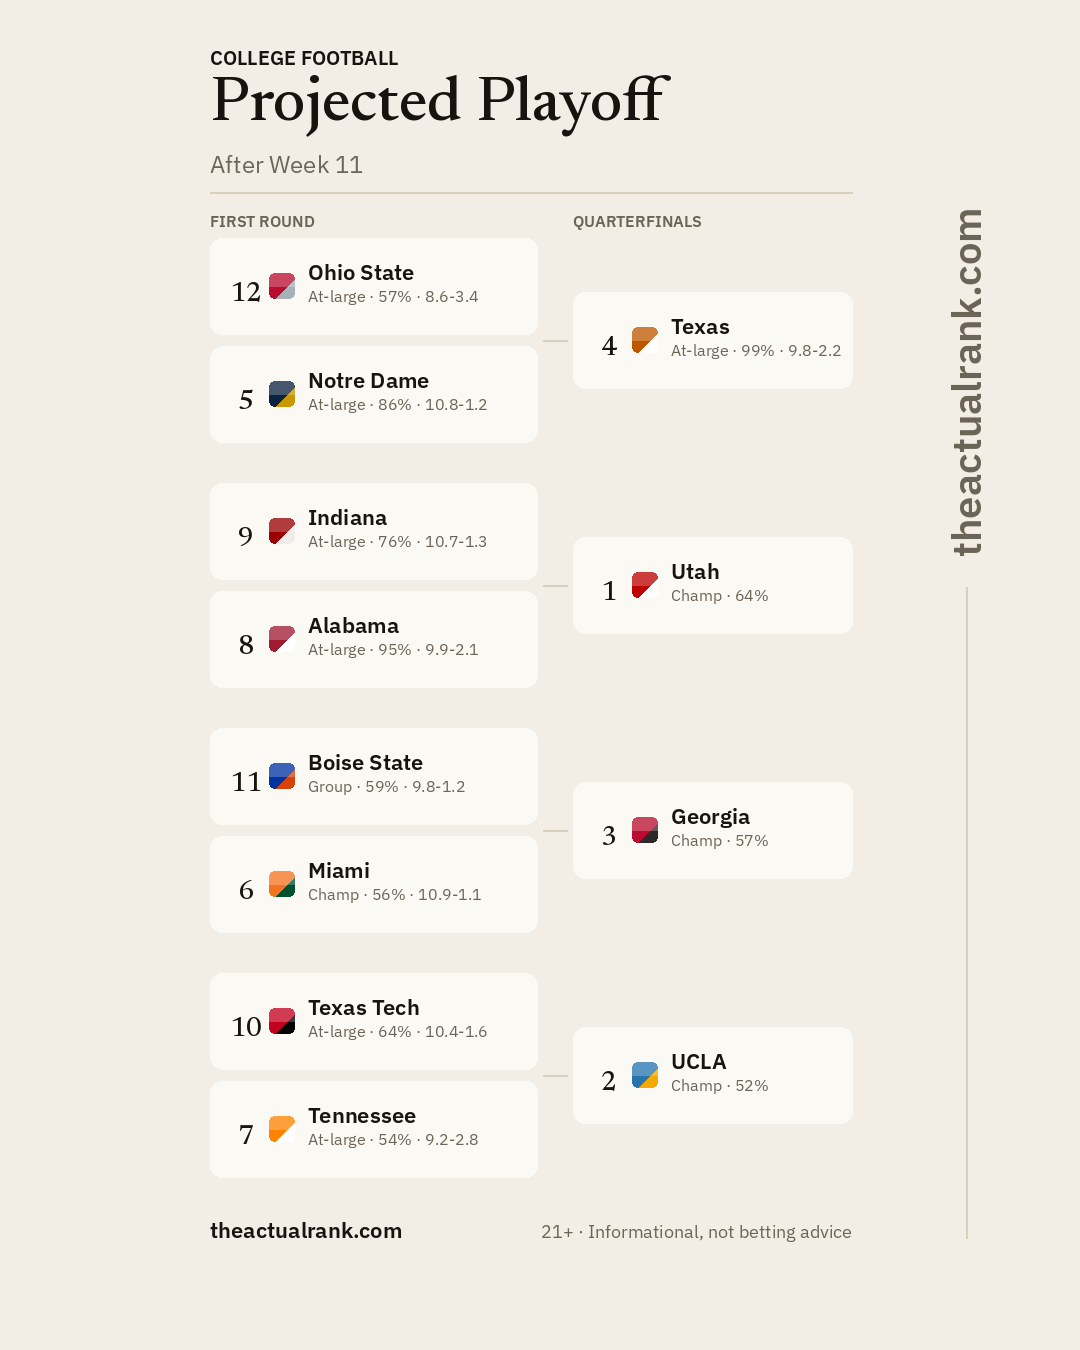 COLLEGE FOOTBALL
Projected Playoff
After Week 11
FIRST ROUND
12
Ohio State
At-large · 57% · 8.6-3.4
5
Notre Dame
At-large · 86% · 10.8-1.2
9
Indiana
At-large · 76% · 10.7-1.3
8
Alabama
At-large · 95% · 9.9-2.1
11
Boise State
Group · 59% · 9.8-1.2
6
Miami
Champ · 56% · 10.9-1.1
10
Texas Tech
At-large · 64% · 10.4-1.6
7
Tennessee
At-large · 54% · 9.2-2.8
QUARTERFINALS
4
Texas
At-large · 99% · 9.8-2.2
1
Utah
Champ · 64%
3
Georgia
Champ · 57%
2
UCLA
Champ · 52%
theactualrank.com
theactualrank.com
21+ · Informational, not betting advice